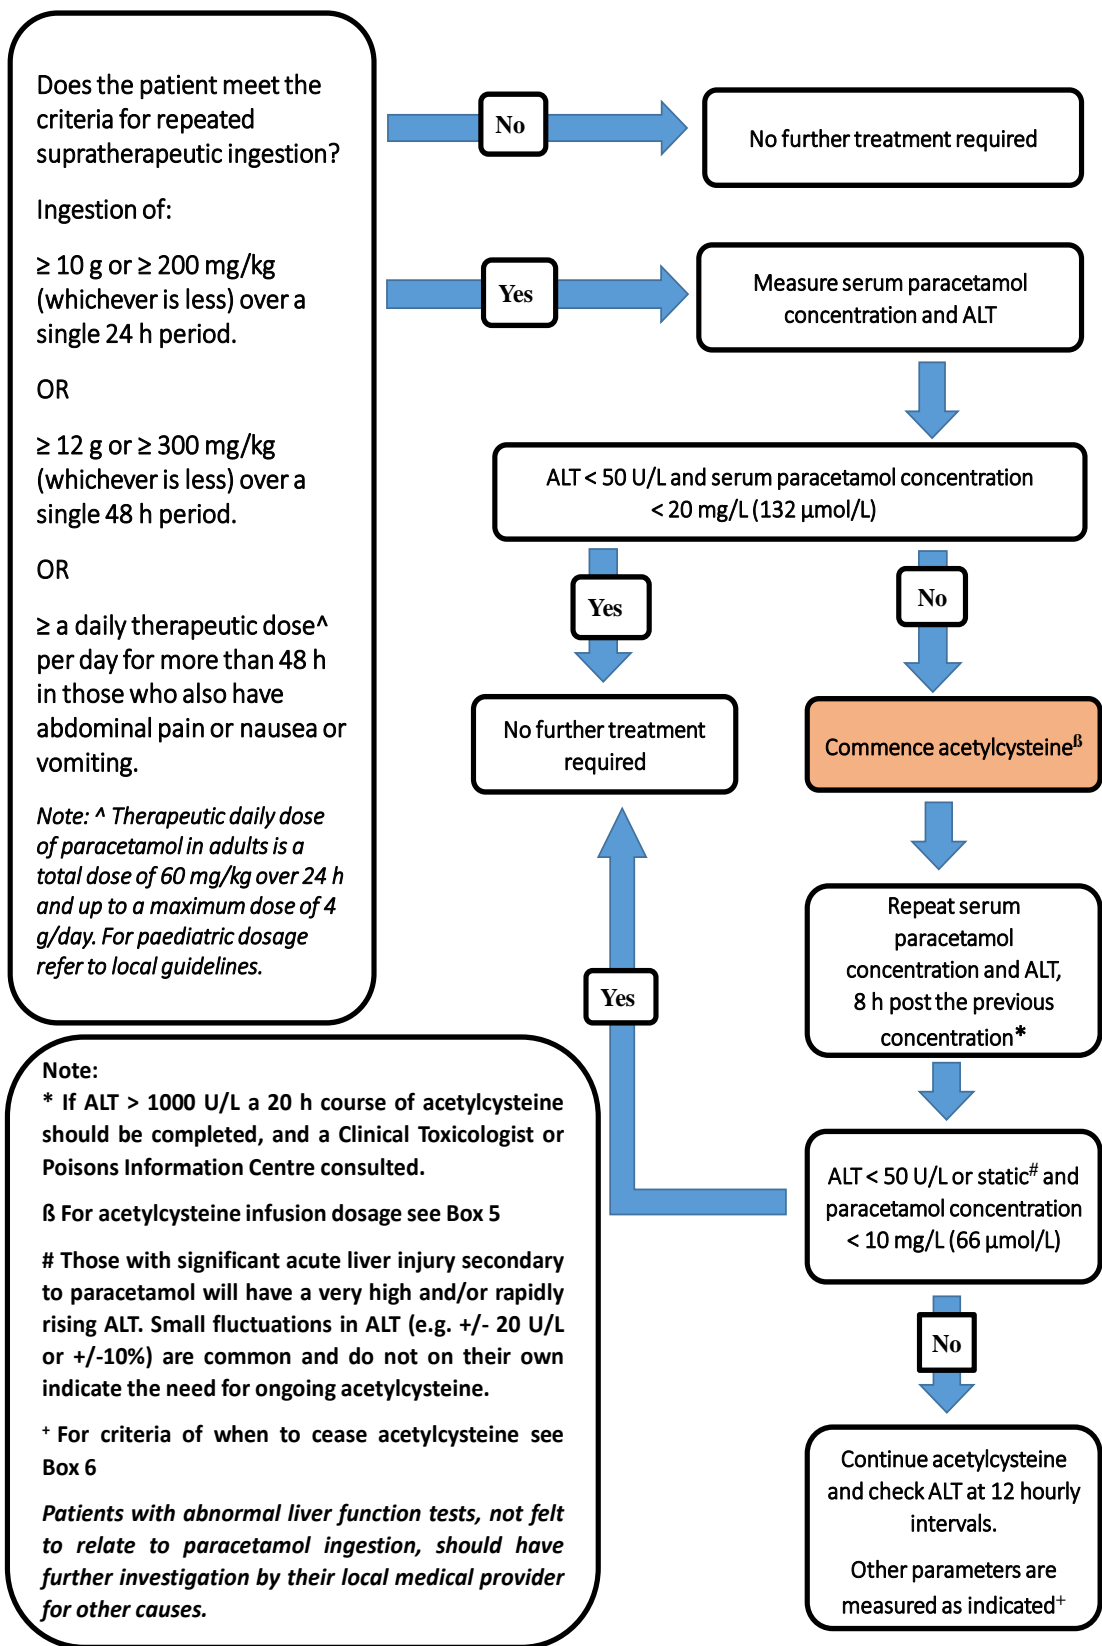 Does the patient meet the
criteria for repeated
supratherapeutic ingestion?
Ingestion of:
≥ 10 g or ≥ 200 mg/kg
(whichever is less) over a
single 24 h period.
OR
≥ 12 g or ≥ 300 mg/kg
(whichever is less) over a
single 48 h period.
OR
≥ a daily therapeutic dose^
per day for more than 48 h
in those who also have
abdominal pain or nausea or
vomiting.
Note: ^ Therapeutic daily dose
of paracetamol in adults is a
total dose of 60 mg/kg over 24 h
and up to a maximum dose of 4
g/day. For paediatric dosage
refer to local guidelines.
No
No further treatment required
Yes
Measure serum paracetamol
concentration and ALT
ALT < 50 U/L and serum paracetamol concentration
< 20 mg/L (132 µmol/L)
Yes
No
No further treatment
required
Commence acetylcysteineᵝ
Repeat serum
paracetamol
concentration and ALT,
8 h post the previous
concentration*
Yes
ALT < 50 U/L or static# and
paracetamol concentration
< 10 mg/L (66 µmol/L)
No
Continue acetylcysteine
and check ALT at 12 hourly
intervals.
Other parameters are
measured as indicated⁺
Note:
* If ALT > 1000 U/L a 20 h course of acetylcysteine
should be completed, and a Clinical Toxicologist or
Poisons Information Centre consulted.
ß For acetylcysteine infusion dosage see Box 5
# Those with significant acute liver injury secondary
to paracetamol will have a very high and/or rapidly
rising ALT. Small fluctuations in ALT (e.g. +/- 20 U/L
or +/-10%) are common and do not on their own
indicate the need for ongoing acetylcysteine.
⁺ For criteria of when to cease acetylcysteine see
Box 6
Patients with abnormal liver function tests, not felt
to relate to paracetamol ingestion, should have
further investigation by their local medical provider
for other causes.